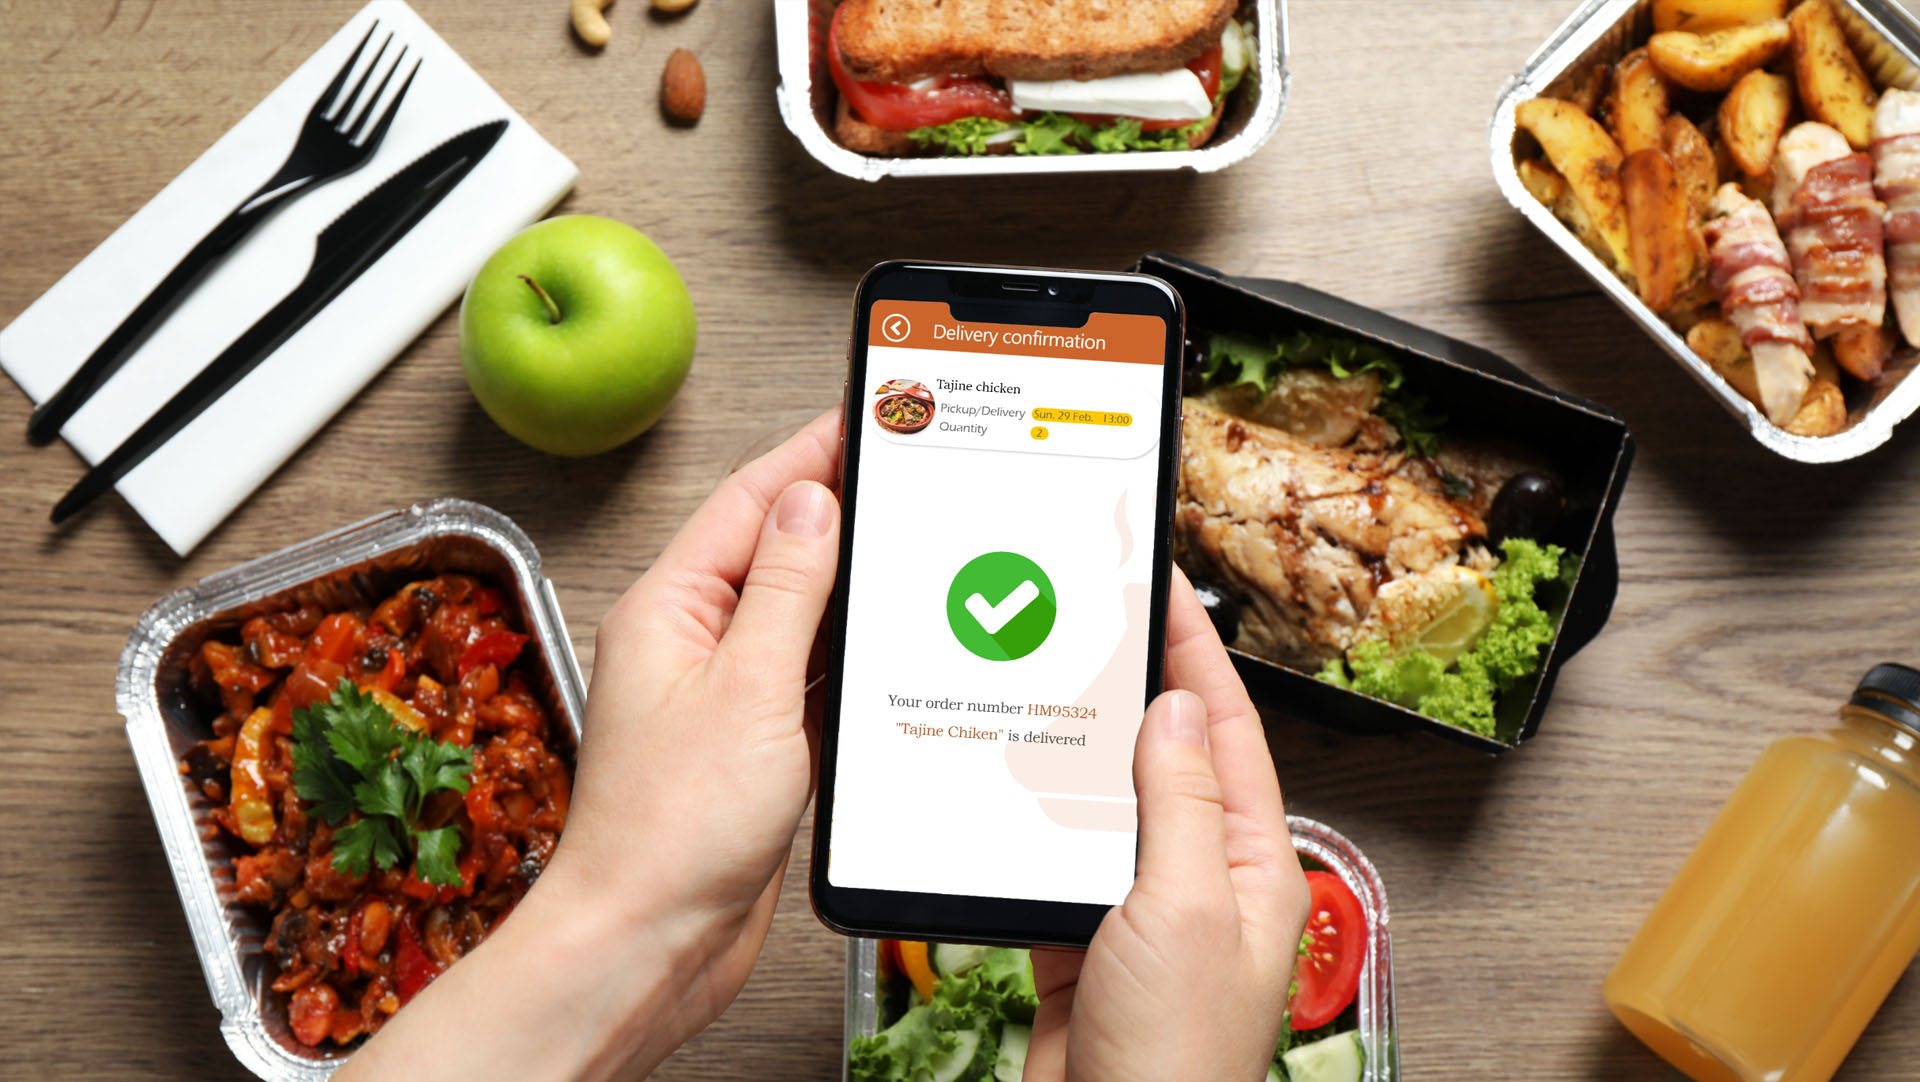 Delivery confirmation
Tajine chicken
Pickup/Delivery Sun. 29 Feb. 13:00
Quantity 2
Your order number HM95324
"Tajine Chiken" is delivered